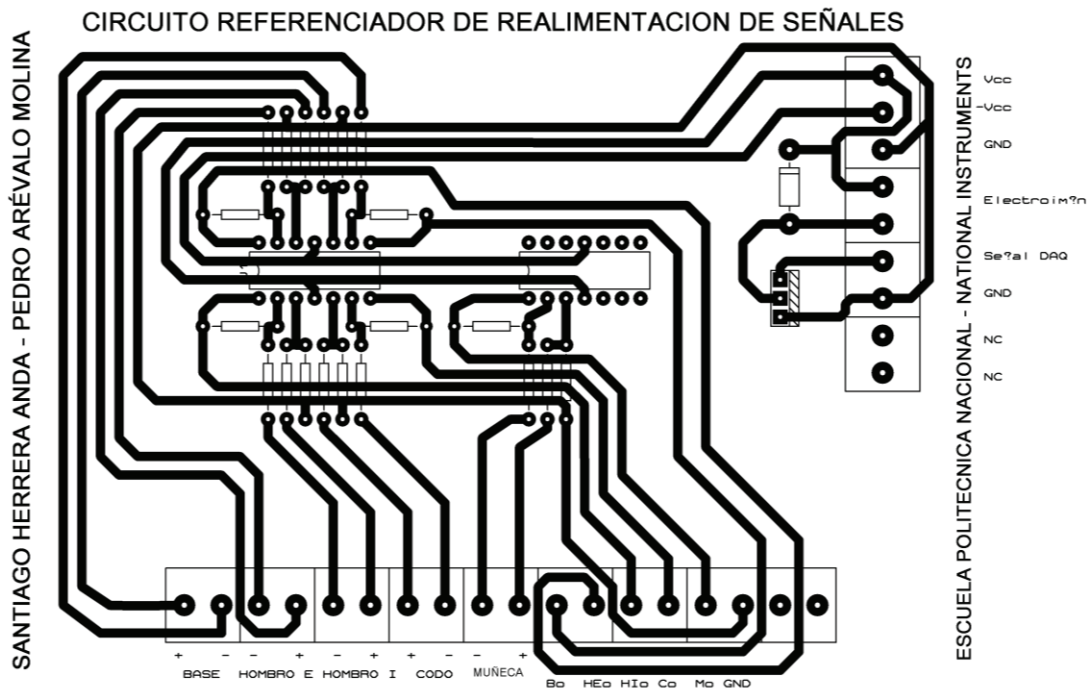 CIRCUITO REFERENCIADOR DE REALIMENTACION DE SEÑALES
SANTIAGO HERRERA ANDA - PEDRO ARÉVALO MOLINA
ESCUELA POLITECNICA NACIONAL - NATIONAL INSTRUMENTS
Vcc
-Vcc
GND
Electroim?n
Se?al DAQ
GND
NC
NC
+ - - + - + + - - +
BASE HOMBRO E HOMBRO I CODO MUÑECA
Bo HEo HIo Co Mo GND